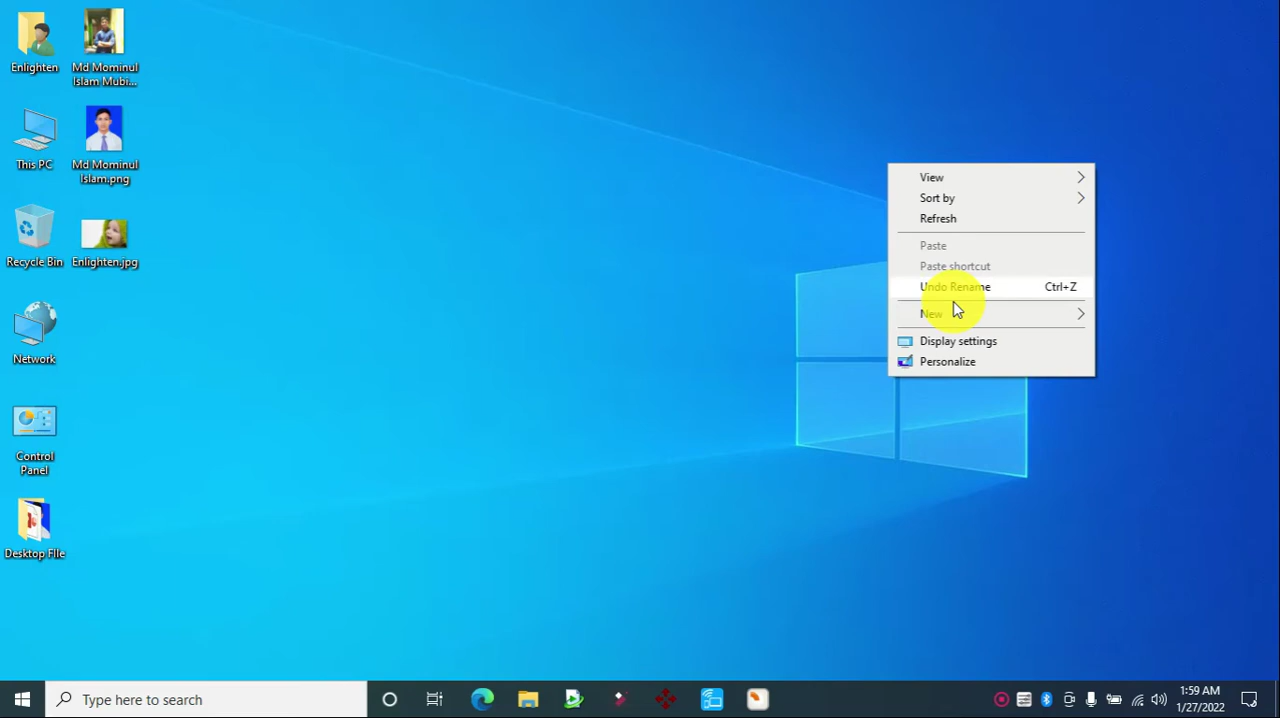 Enlighten
Md Mominul
Islam Mubi...
This PC
Md Mominul
Islam.png
Recycle Bin
Enlighten.jpg
Network
Control
Panel
Desktop FIle
View
Sort by
Refresh
Paste
Paste shortcut
Undo Rename Ctrl+Z
New
Display settings
Personalize
Type here to search
1:59 AM
1/27/2022